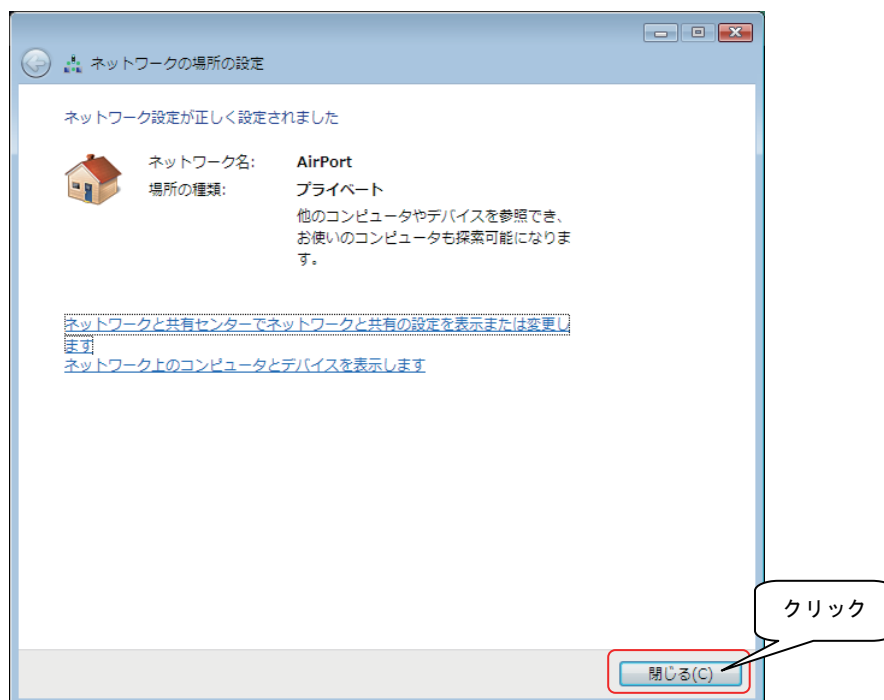 ネットワークの場所の設定
ネットワーク設定が正しく設定されました
ネットワーク名: AirPort
場所の種類: プライベート
他のコンピュータやデバイスを参照でき、
お使いのコンピュータも探索可能になりま
す。
ネットワークと共有センターでネットワークと共有の設定を表示または変更し
ます
ネットワーク上のコンピュータとデバイスを表示します
クリック
閉じる(C)